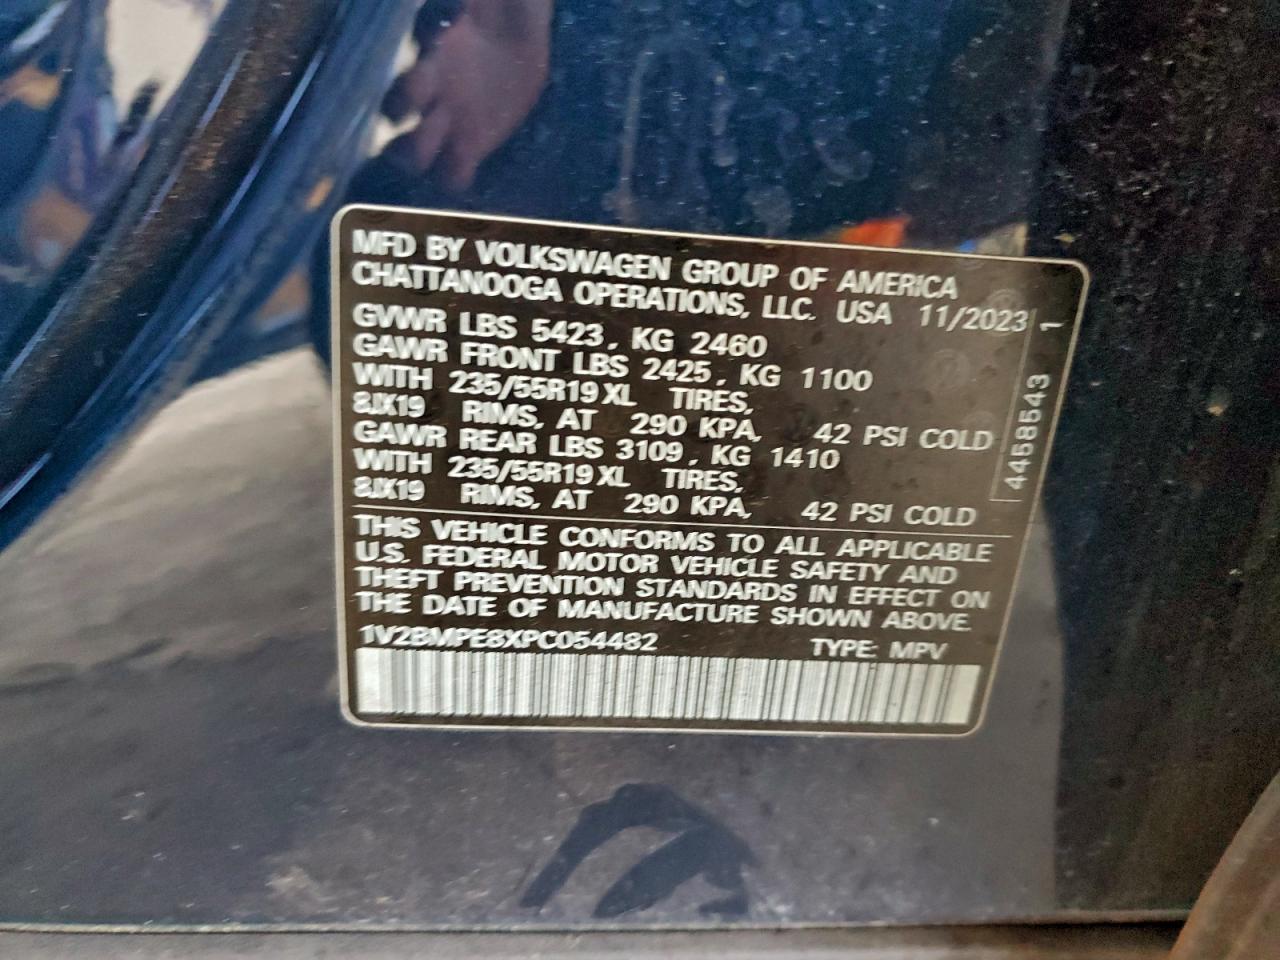 MFD BY VOLKSWAGEN GROUP OF AMERICA
CHATTANOOGA OPERATIONS, LLC. USA 11/2023
GVWR LBS 5423, KG 2460
GAWR FRONT LBS 2425, KG 1100
WITH 235/55R19 XL TIRES,
8JX19 RIMS, AT 290 KPA, 42 PSI COLD
GAWR REAR LBS 3109, KG 1410
WITH 235/55R19 XL TIRES,
8JX19 RIMS, AT 290 KPA, 42 PSI COLD
4458543 1
THIS VEHICLE CONFORMS TO ALL APPLICABLE
U.S. FEDERAL MOTOR VEHICLE SAFETY AND
THEFT PREVENTION STANDARDS IN EFFECT ON
THE DATE OF MANUFACTURE SHOWN ABOVE.
1V2BMPE8XPC054482 TYPE: MPV